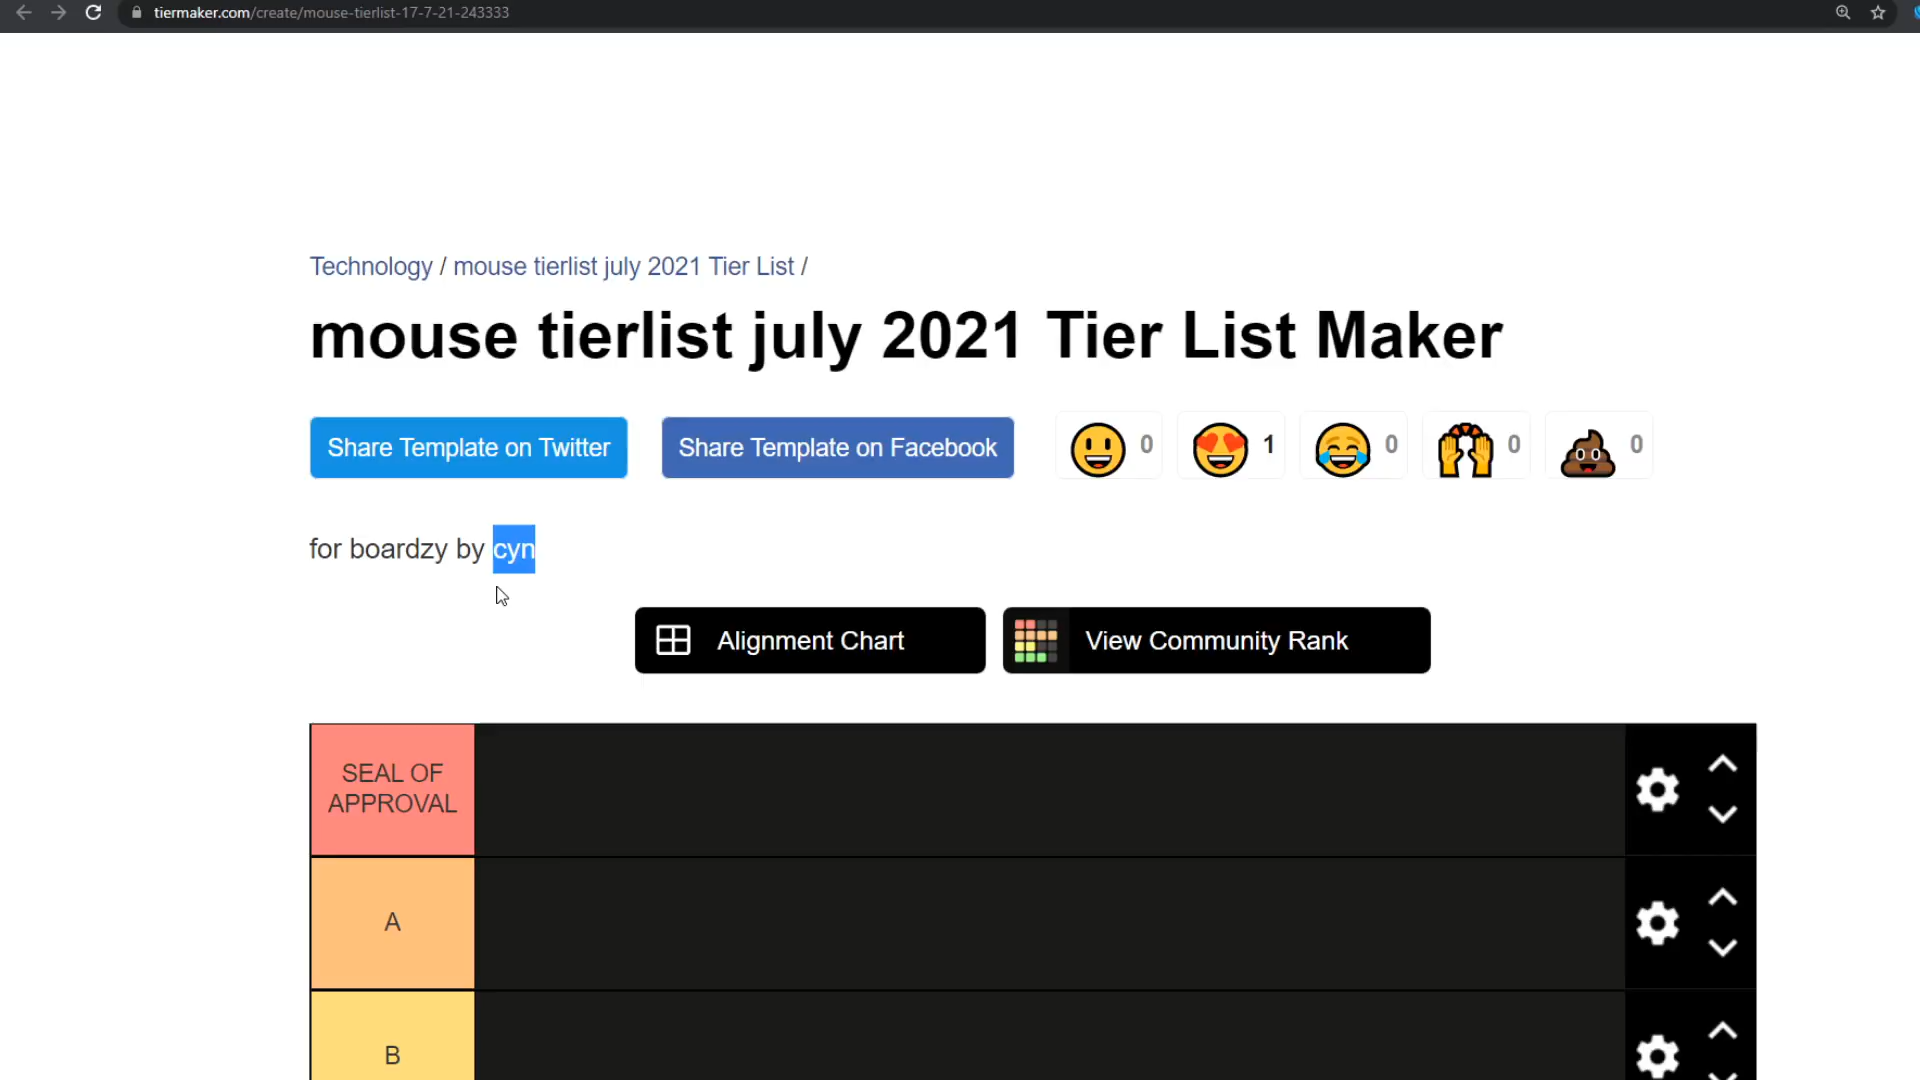 tiermaker.com/create/mouse-tierlist-17-7-21-243333
Technology / mouse tierlist july 2021 Tier List /
mouse tierlist july 2021 Tier List Maker
Share Template on Twitter
Share Template on Facebook
0
1
0
0
0
for boardzy by cyn
Alignment Chart
View Community Rank
SEAL OF
APPROVAL
A
B